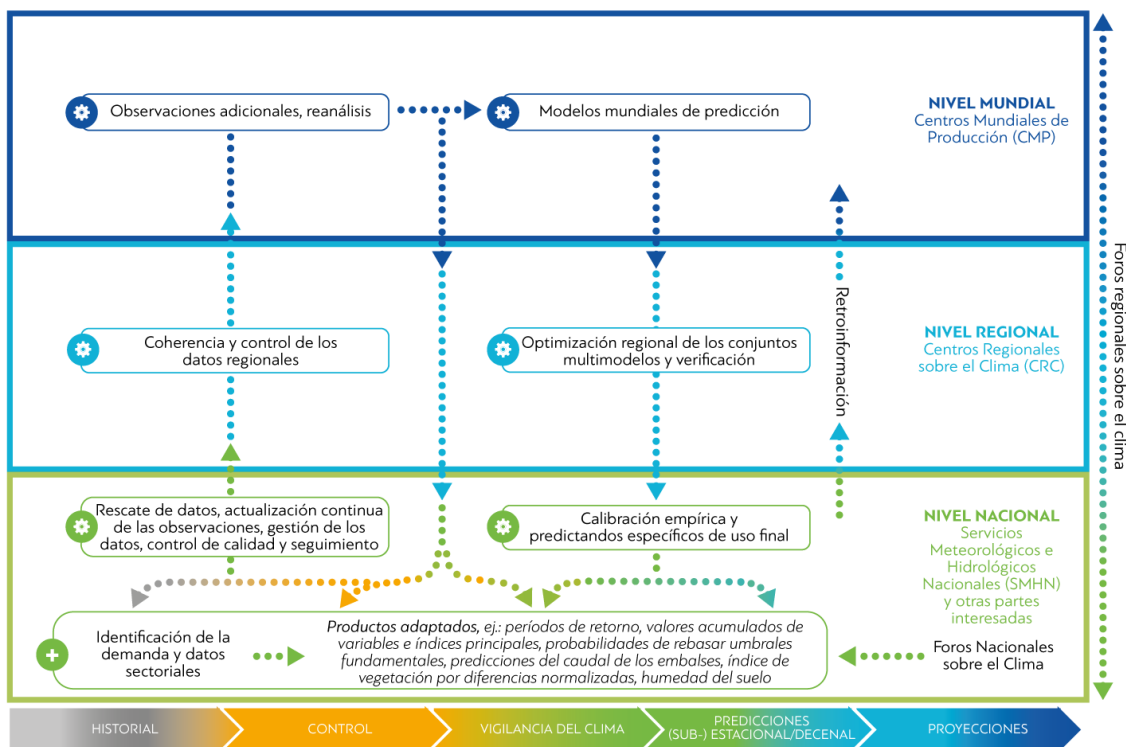 Observaciones adicionales, reanálisis
Modelos mundiales de predicción
NIVEL MUNDIAL
Centros Mundiales de
Producción (CMP)
Coherencia y control de los
datos regionales
Optimización regional de los conjuntos
multimodelos y verificación
Retroinformación
NIVEL REGIONAL
Centros Regionales
sobre el Clima (CRC)
Foros regionales sobre el clima
Rescate de datos, actualización continua
de las observaciones, gestión de los
datos, control de calidad y seguimiento
Calibración empírica y
predictandos específicos de uso final
NIVEL NACIONAL
Servicios
Meteorológicos e
Hidrológicos
Nacionales (SMHN)
y otras partes
interesadas
Identificación de la
demanda y datos
sectoriales
Productos adaptados, ej.: períodos de retorno, valores acumulados de
variables e índices principales, probabilidades de rebasar umbrales
fundamentales, predicciones del caudal de los embalses, índice de
vegetación por diferencias normalizadas, humedad del suelo
Foros Nacionales
sobre el Clima
HISTORIAL
CONTROL
VIGILANCIA DEL CLIMA
PREDICCIONES
(SUB-) ESTACIONAL/DECENAL
PROYECCIONES